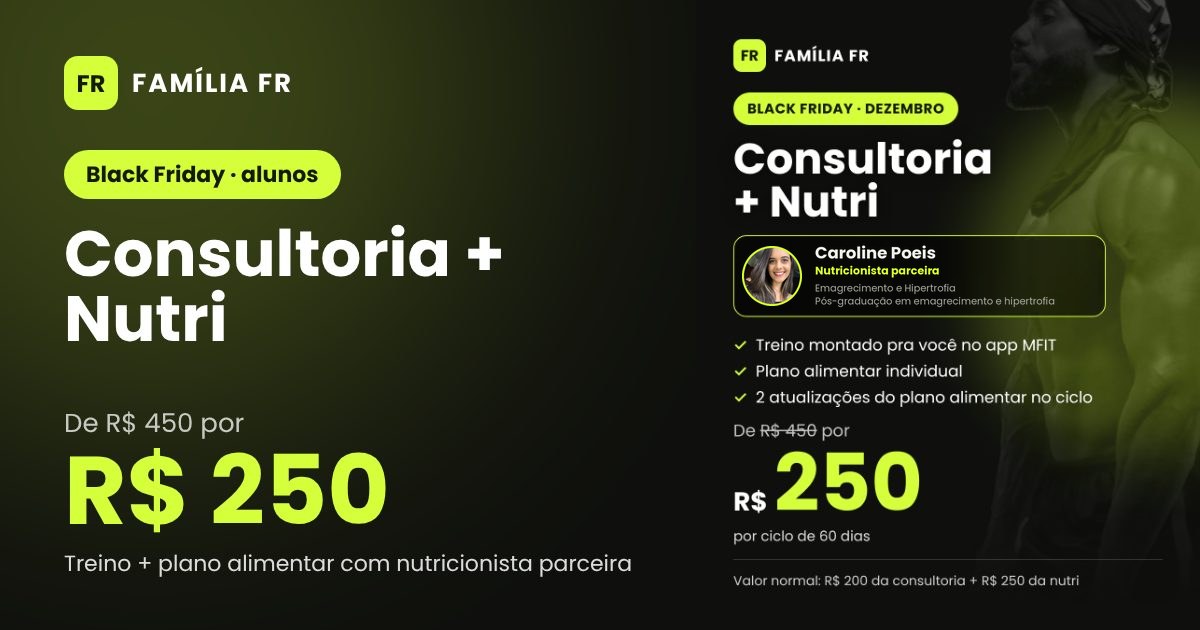 FR FAMÍLIA FR
Black Friday · alunos
Consultoria +
Nutri
De R$ 450 por
R$ 250
Treino + plano alimentar com nutricionista parceira
FR FAMÍLIA FR
BLACK FRIDAY · DEZEMBRO
Consultoria
+ Nutri
Caroline Poeis
Nutricionista parceira
Emagrecimento e Hipertrofia
Pós-graduação em emagrecimento e hipertrofia
Treino montado pra você no app MFIT
Plano alimentar individual
2 atualizações do plano alimentar no ciclo
De R$ 450 por
R$ 250
por ciclo de 60 dias
Valor normal: R$ 200 da consultoria + R$ 250 da nutri